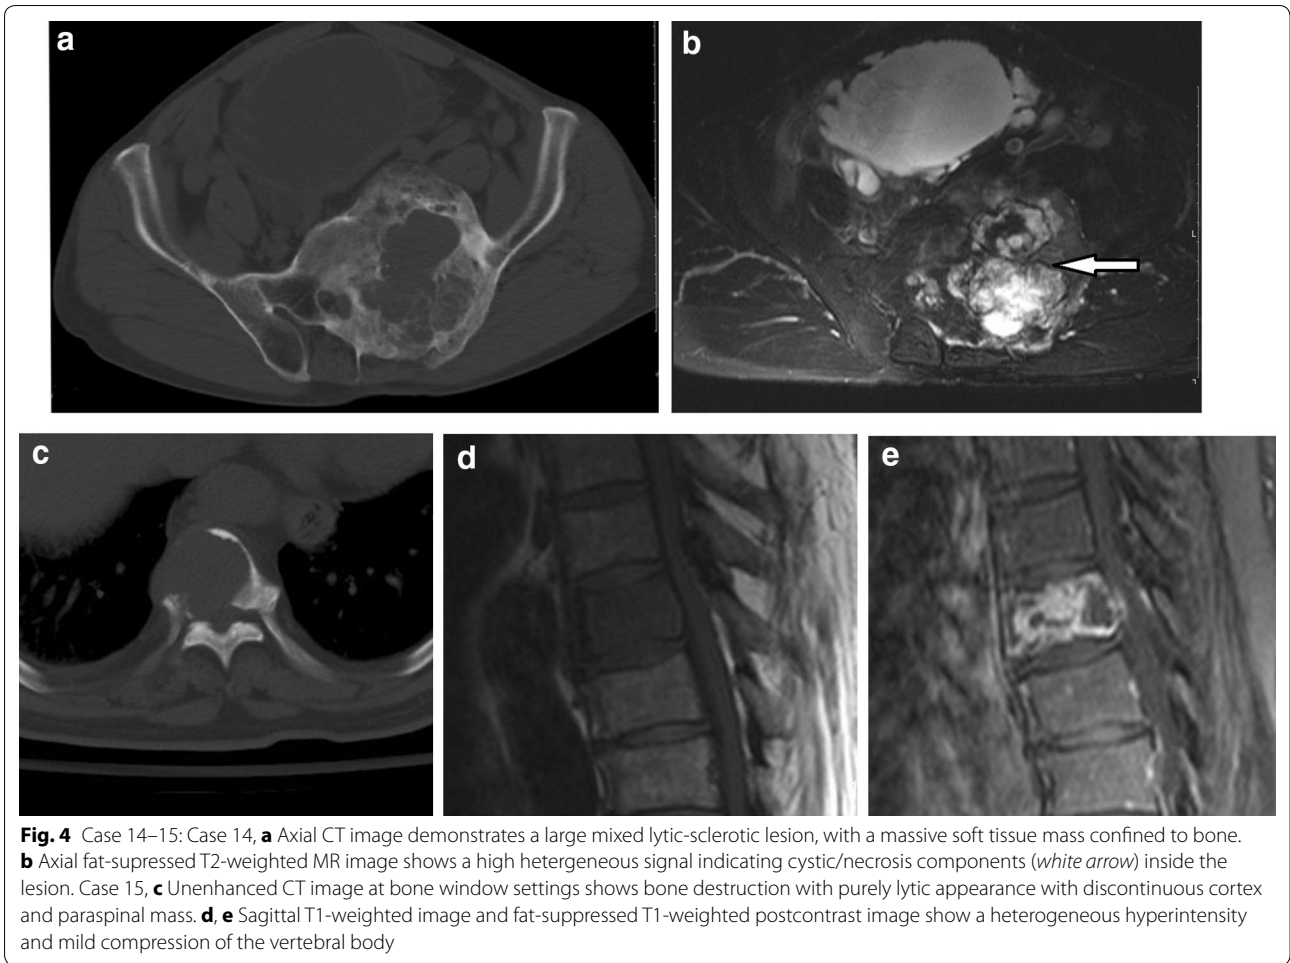 a
b
L
c
d
e
Fig. 4 Case 14–15: Case 14, a Axial CT image demonstrates a large mixed lytic-sclerotic lesion, with a massive soft tissue mass confined to bone.
b Axial fat-supressed T2-weighted MR image shows a high hetergeneous signal indicating cystic/necrosis components (white arrow) inside the
lesion. Case 15, c Unenhanced CT image at bone window settings shows bone destruction with purely lytic appearance with discontinuous cortex
and paraspinal mass. d, e Sagittal T1-weighted image and fat-suppressed T1-weighted postcontrast image show a heterogeneous hyperintensity
and mild compression of the vertebral body